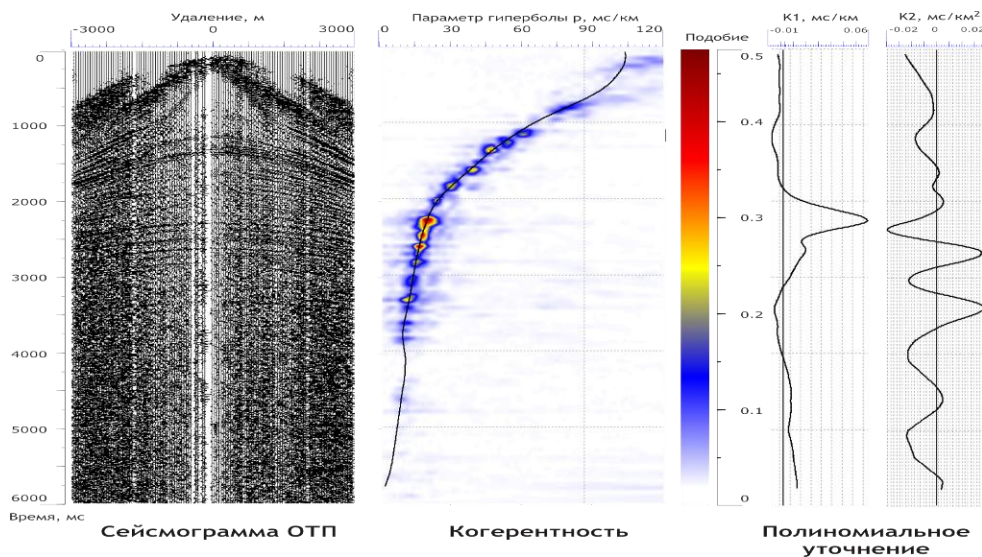 Удаление, м
-3000 0 3000
Параметр гиперболы p, мс/км
0 30 60 90 120
Подобие
K1, мс/км
-0.01 0.06
K2, мс/км²
-0.02 0 0.02
0
1000
2000
3000
4000
5000
6000
0.5
0.4
0.3
0.2
0.1
0
Время, мс
Сейсмограмма ОТП
Когерентность
Полиномиальное
уточнение